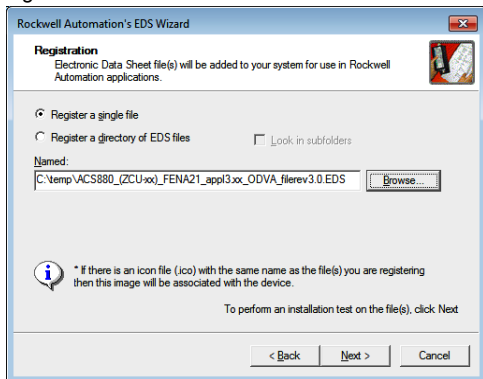 Rockwell Automation's EDS Wizard
Registration
Electronic Data Sheet file(s) will be added to your system for use in Rockwell
Automation applications.
Register a single file
Register a directory of EDS files
Look in subfolders
Named:
C:\temp\ACS880_(ZCU-xx)_FENA21_appl3.xx_ODVA_filerev3.0.EDS
Browse...
* If there is an icon file (.ico) with the same name as the file(s) you are registering
then this image will be associated with the device.
To perform an installation test on the file(s), click Next
< Back
Next >
Cancel